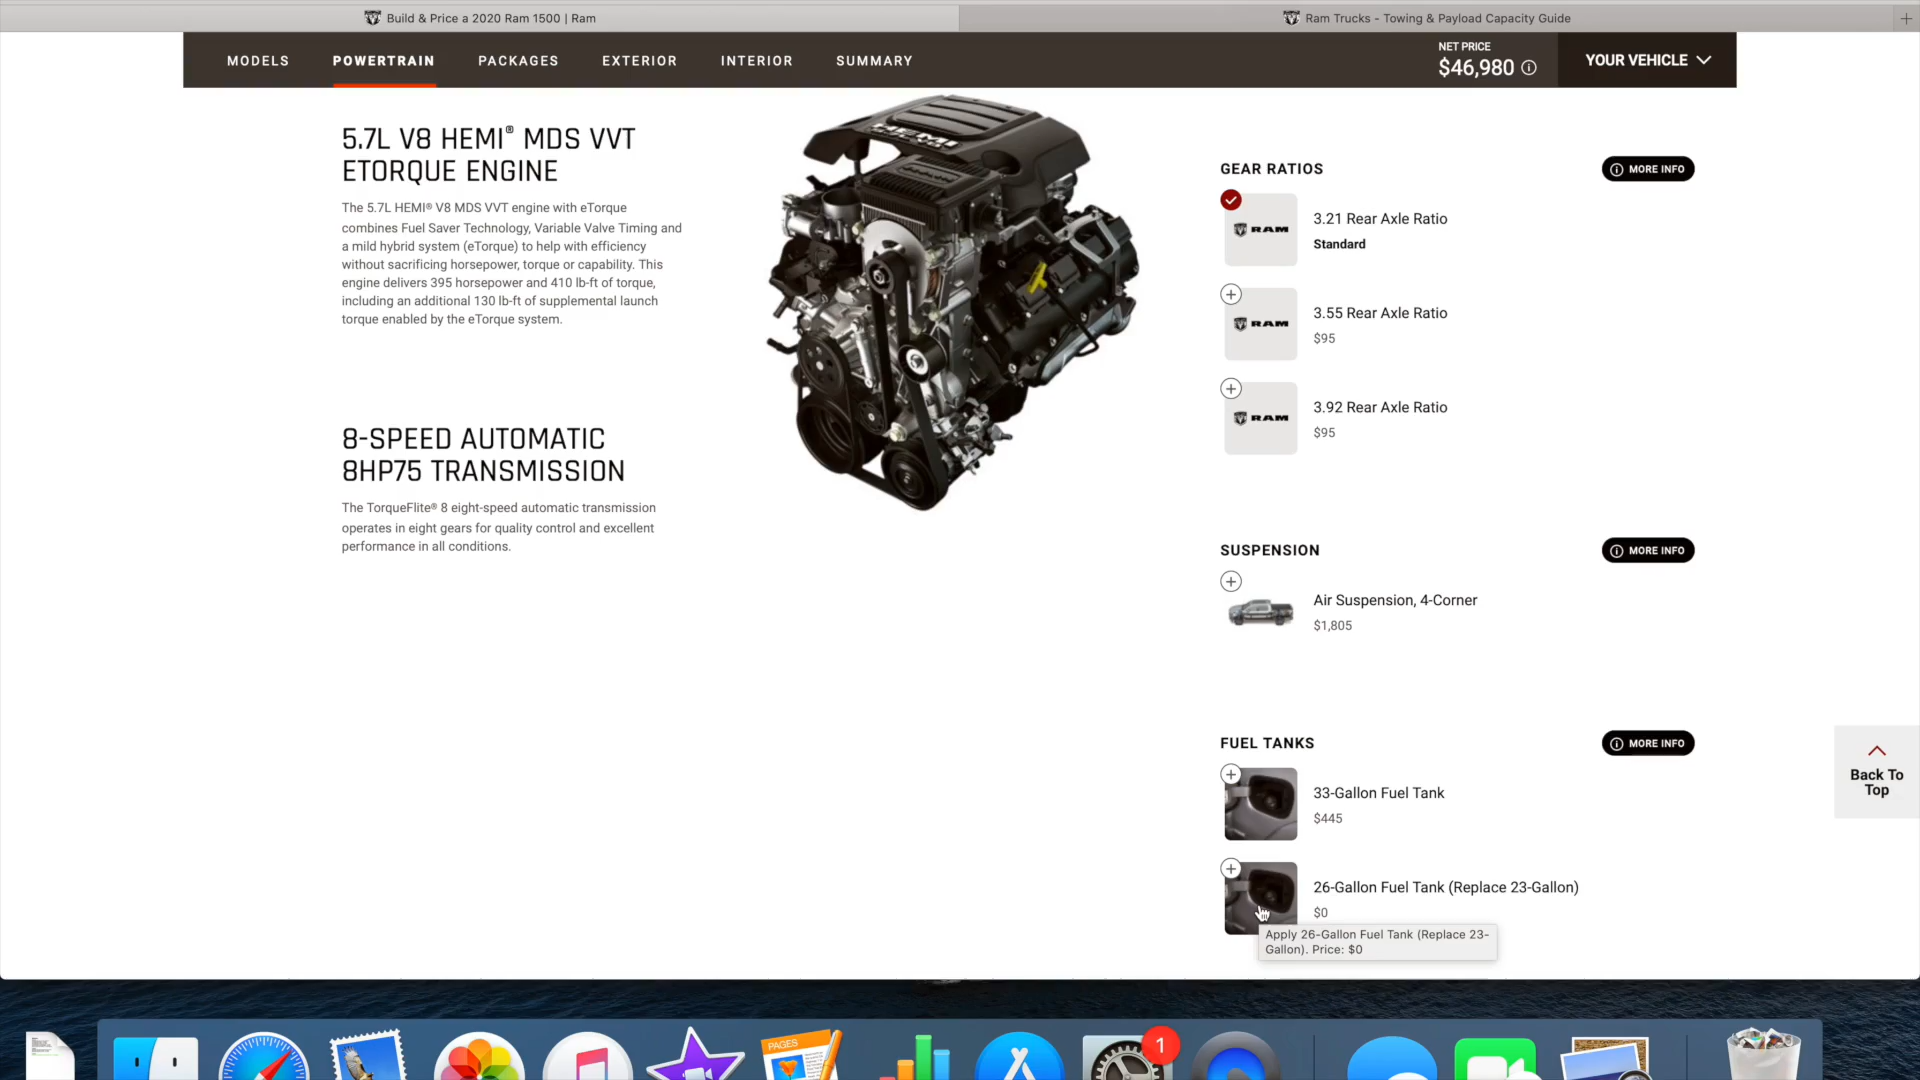 Build & Price a 2020 Ram 1500 | Ram
Ram Trucks - Towing & Payload Capacity Guide
MODELS
POWERTRAIN
PACKAGES
EXTERIOR
INTERIOR
SUMMARY
NET PRICE
$46,980
YOUR VEHICLE
5.7L V8 HEMI® MDS VVT
ETORQUE ENGINE
The 5.7L HEMI® V8 MDS VVT engine with eTorque
combines Fuel Saver Technology, Variable Valve Timing and
a mild hybrid system (eTorque) to help with efficiency
without sacrificing horsepower, torque or capability. This
engine delivers 395 horsepower and 410 lb-ft of torque,
including an additional 130 lb-ft of supplemental launch
torque enabled by the eTorque system.
8-SPEED AUTOMATIC
8HP75 TRANSMISSION
The TorqueFlite® 8 eight-speed automatic transmission
operates in eight gears for quality control and excellent
performance in all conditions.
HEMI
GEAR RATIOS
MORE INFO
RAM
3.21 Rear Axle Ratio
Standard
RAM
3.55 Rear Axle Ratio
$95
RAM
3.92 Rear Axle Ratio
$95
SUSPENSION
MORE INFO
Air Suspension, 4-Corner
$1,805
FUEL TANKS
MORE INFO
33-Gallon Fuel Tank
$445
26-Gallon Fuel Tank (Replace 23-Gallon)
$0
Apply 26-Gallon Fuel Tank (Replace 23-
Gallon). Price: $0
Back To
Top
PAGES
1